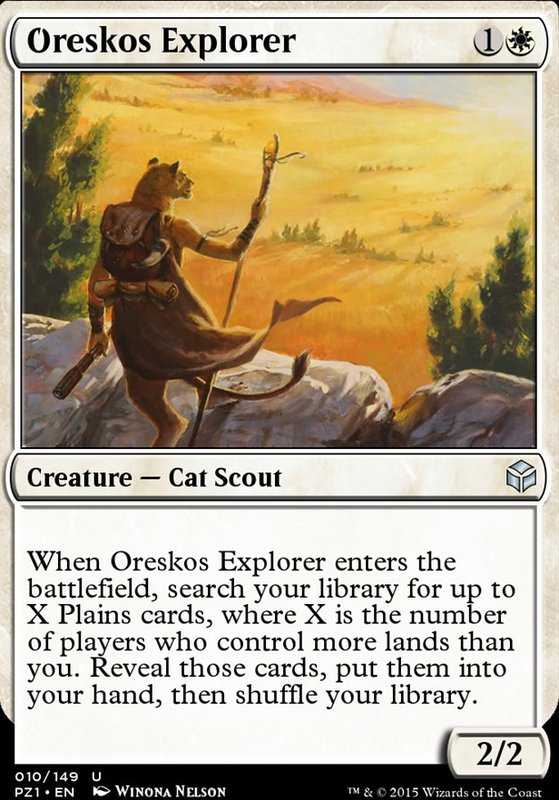 Oreskos Explorer 1
Creature — Cat Scout
When Oreskos Explorer enters the
battlefield, search your library for up to
X Plains cards, where X is the number
of players who control more lands than
you. Reveal those cards, put them into
your hand, then shuffle your library.
2/2
010/149 U
PZ1 • EN Winona Nelson ™ & © 2015 Wizards of the Coast